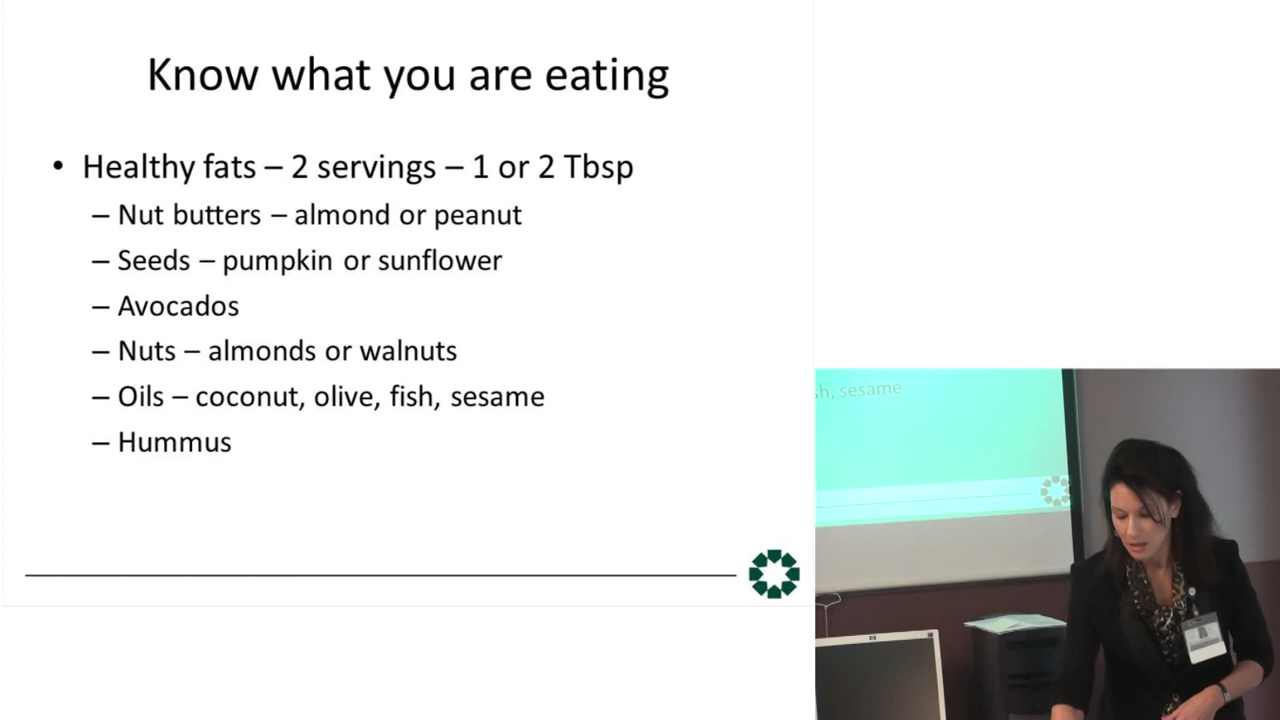 Know what you are eating
• Healthy fats – 2 servings – 1 or 2 Tbsp
– Nut butters – almond or peanut
– Seeds – pumpkin or sunflower
– Avocados
– Nuts – almonds or walnuts
– Oils – coconut, olive, fish, sesame
– Hummus
sh, sesame
hp